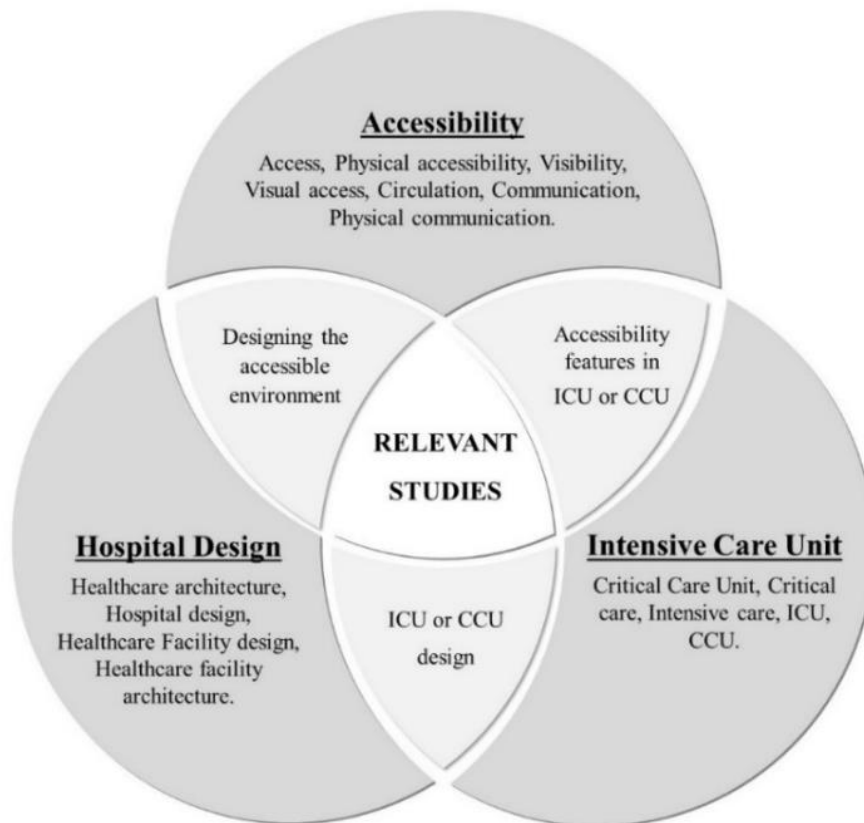 Accessibility
Access, Physical accessibility, Visibility,
Visual access, Circulation, Communication,
Physical communication.
Designing the
accessible
environment
Accessibility
features in
ICU or CCU
RELEVANT
STUDIES
Hospital Design
Healthcare architecture,
Hospital design,
Healthcare Facility design,
Healthcare facility
architecture.
ICU or CCU
design
Intensive Care Unit
Critical Care Unit, Critical
care, Intensive care, ICU,
CCU.